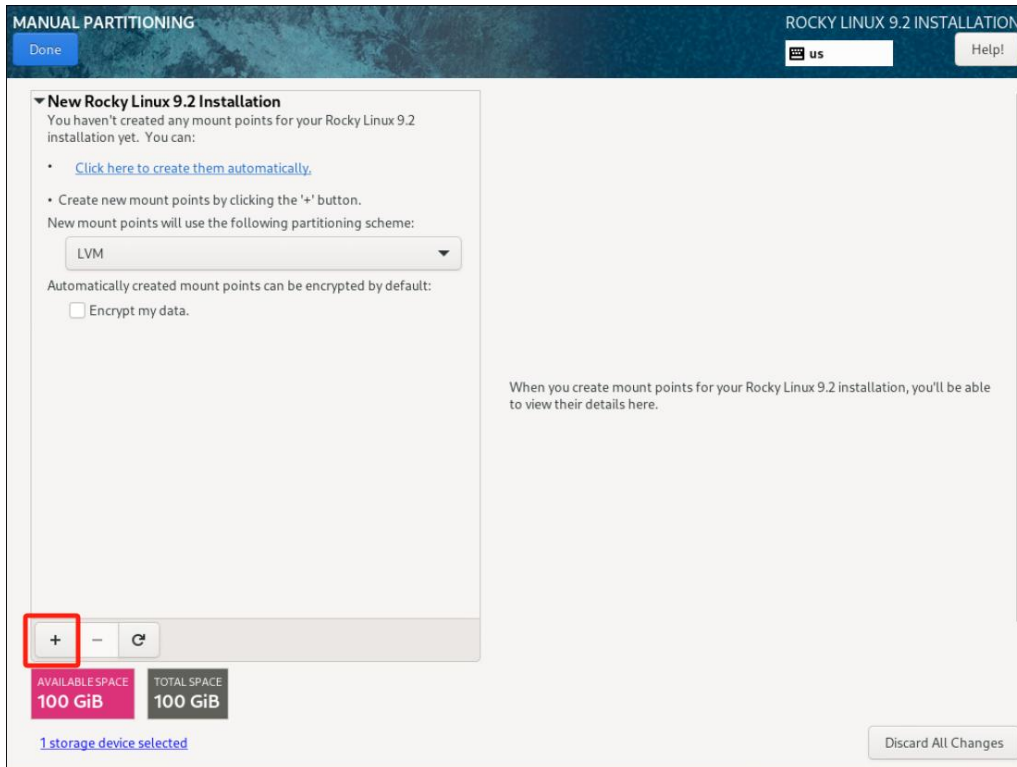 MANUAL PARTITIONING
ROCKY LINUX 9.2 INSTALLATION
Done
us
Help!
New Rocky Linux 9.2 Installation
You haven't created any mount points for your Rocky Linux 9.2
installation yet. You can:
• Click here to create them automatically.
• Create new mount points by clicking the '+' button.
New mount points will use the following partitioning scheme:
LVM
Automatically created mount points can be encrypted by default:
Encrypt my data.
When you create mount points for your Rocky Linux 9.2 installation, you'll be able
to view their details here.
+ −
AVAILABLE SPACE
100 GiB
TOTAL SPACE
100 GiB
1 storage device selected
Discard All Changes